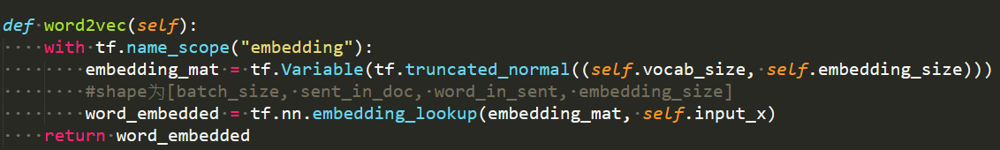 def word2vec(self):
    with tf.name_scope("embedding"):
        embedding_mat = tf.Variable(tf.truncated_normal((self.vocab_size, self.embedding_size)))
        #shape为[batch_size, sent_in_doc, word_in_sent, embedding_size]
        word_embedded = tf.nn.embedding_lookup(embedding_mat, self.input_x)
    return word_embedded